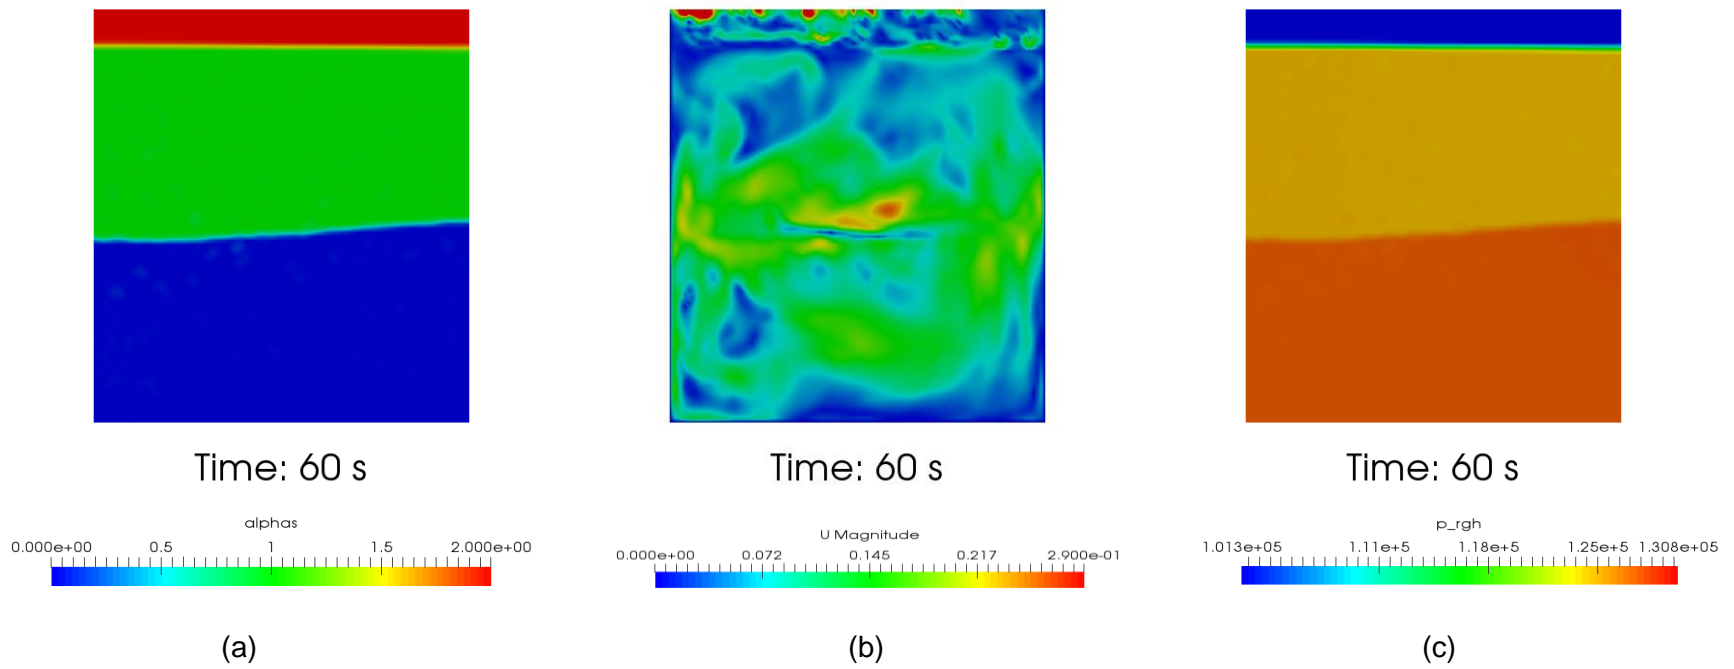 Time: 60 s
Time: 60 s
Time: 60 s
alphas
0.000e+00 0.5 1 1.5 2.000e+00
U Magnitude
0.000e+00 0.072 0.145 0.217 2.900e-01
p_rgh
1.013e+05 1.11e+5 1.18e+5 1.25e+5 1.308e+05
(a)
(b)
(c)